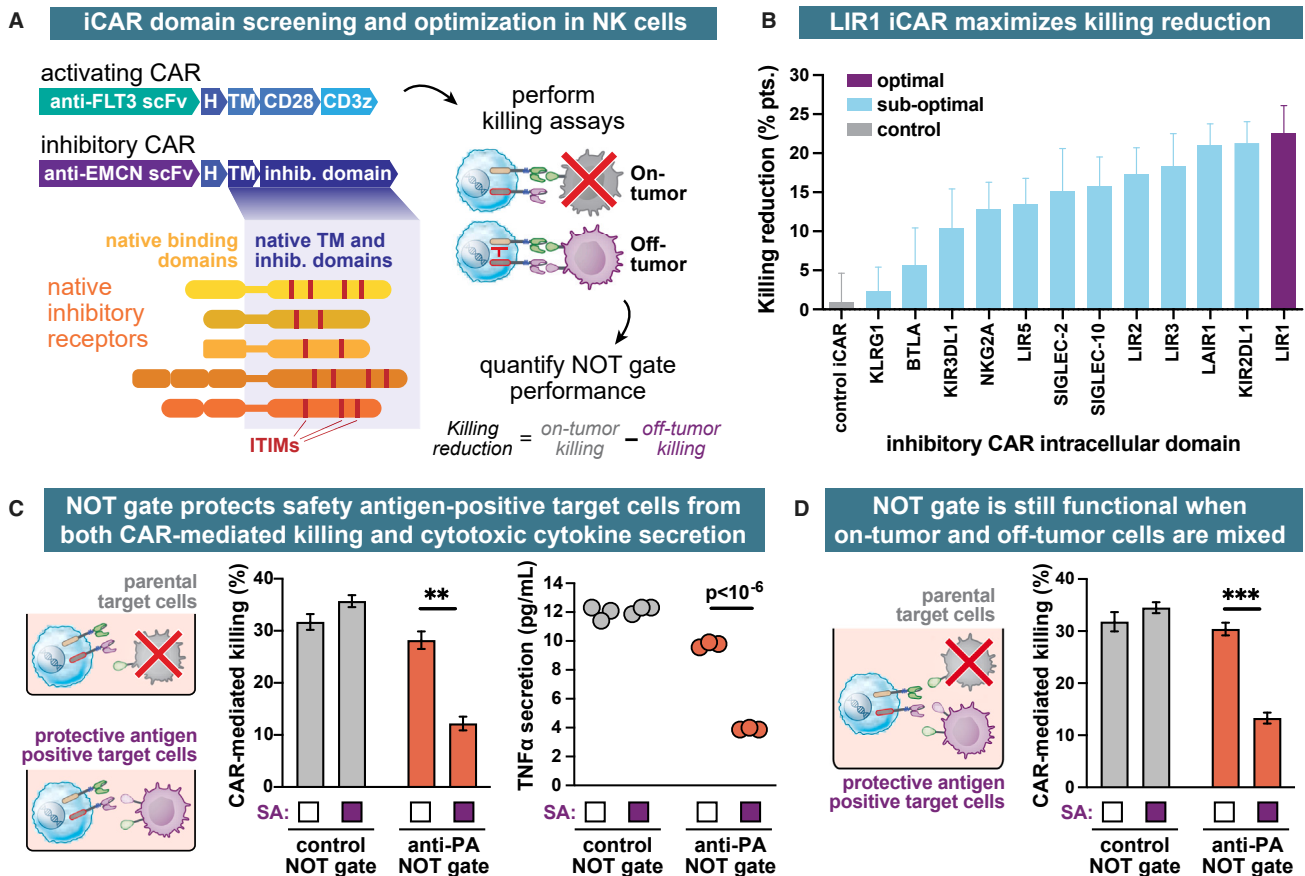 A
iCAR domain screening and optimization in NK cells
activating CAR
anti-FLT3 scFv H TM CD28 CD3z
inhibitory CAR
anti-EMCN scFv H TM inhib. domain
native binding
domains
native TM and
inhib. domains
native
inhibitory
receptors
ITIMs
perform
killing assays
On-
tumor
Off-
tumor
quantify NOT gate
performance
Killing
reduction
=
on-tumor
killing
–
off-tumor
killing
B
LIR1 iCAR maximizes killing reduction
Killing reduction (% pts.)
30
25
20
15
10
5
0
optimal
sub-optimal
control
control iCAR
KLRG1
BTLA
KIR3DL1
NKG2A
LIR5
SIGLEC-2
SIGLEC-10
LIR2
LIR3
LAIR1
KIR2DL1
LIR1
inhibitory CAR intracellular domain
C
NOT gate protects safety antigen-positive target cells from
both CAR-mediated killing and cytotoxic cytokine secretion
parental
target cells
protective antigen
positive target cells
CAR-mediated killing (%)
40
30
20
10
0
**
SA:
control
NOT gate
anti-PA
NOT gate
TNFα secretion (pg/mL)
14
12
10
8
6
4
2
0
p<10-6
SA:
control
NOT gate
anti-PA
NOT gate
D
NOT gate is still functional when
on-tumor and off-tumor cells are mixed
parental
target cells
protective antigen
positive target cells
CAR-mediated killing (%)
40
30
20
10
0
***
SA:
control
NOT gate
anti-PA
NOT gate